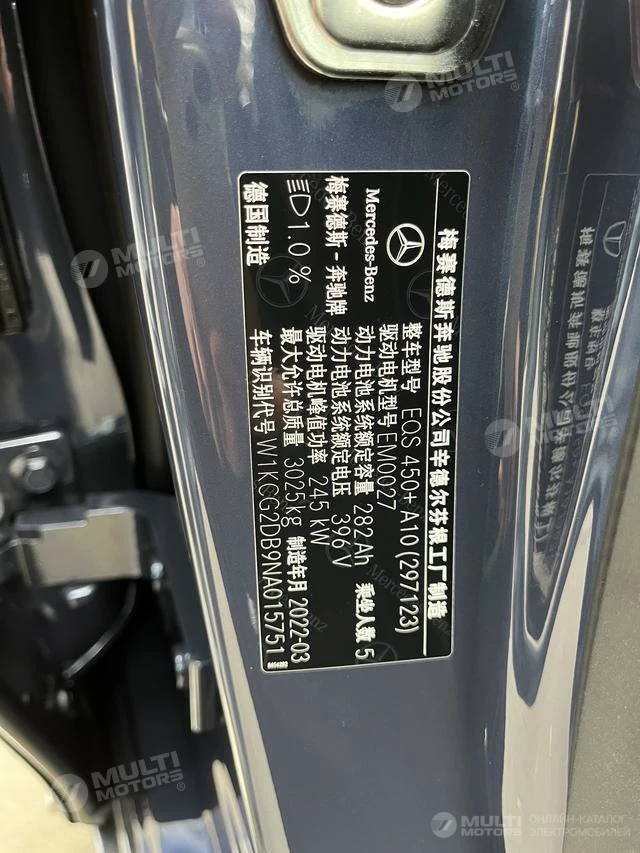 梅赛德斯奔驰股份公司辛德尔芬根工厂制造
Mercedes-Benz
梅赛德斯-奔驰牌
1.0 %
德国制造
整车型号 EQS 450+ A10 (297123)
驱动电机型号 EM0027
动力电池系统额定容量 282Ah 乘坐人数 5
动力电池系统额定电压 396 V
驱动电机峰值功率 245 kW
最大允许总质量 3025kg 制造年月 2022-03
车辆识别代号 W1KCG2DB9NA015751
MULTI MOTORS
MULTI MOTORS
MULTI MOTORS
MULTI MOTORS
MULTI MOTORS
ОНЛАЙН-КАТАЛОГ
ЭЛЕКТРОМОБИЛЕЙ